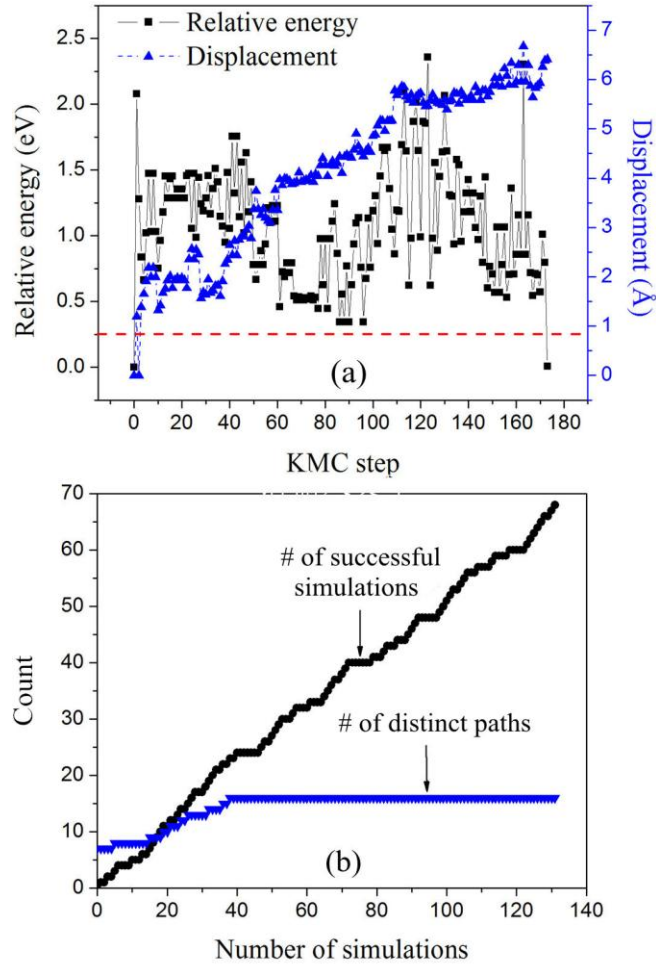 Relative energy
Displacement
2.5
2.0
1.5
1.0
0.5
0.0
Relative energy (eV)
7
6
5
4
3
2
1
0
Displacement (Å)
(a)
0 20 40 60 80 100 120 140 160 180
KMC step
70
60
50
40
30
20
10
0
Count
# of successful
simulations
# of distinct paths
(b)
0 20 40 60 80 100 120 140
Number of simulations